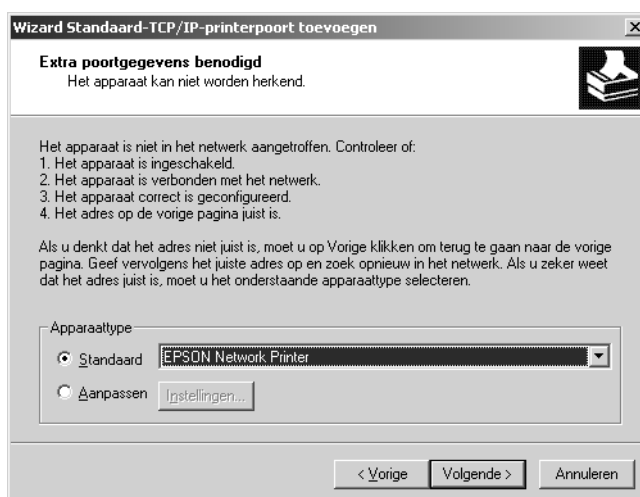 Wizard Standaard-TCP/IP-printerpoort toevoegen
Extra poortgegevens benodigd
Het apparaat kan niet worden herkend.
Het apparaat is niet in het netwerk aangetroffen. Controleer of:
1. Het apparaat is ingeschakeld.
2. Het apparaat is verbonden met het netwerk.
3. Het apparaat correct is geconfigureerd.
4. Het adres op de vorige pagina juist is.
Als u denkt dat het adres niet juist is, moet u op Vorige klikken om terug te gaan naar de vorige
pagina. Geef vervolgens het juiste adres op en zoek opnieuw in het netwerk. Als u zeker weet
dat het adres juist is, moet u het onderstaande apparaattype selecteren.
Apparaattype
Standaard EPSON Network Printer
Aanpassen Instellingen...
< Vorige Volgende > Annuleren